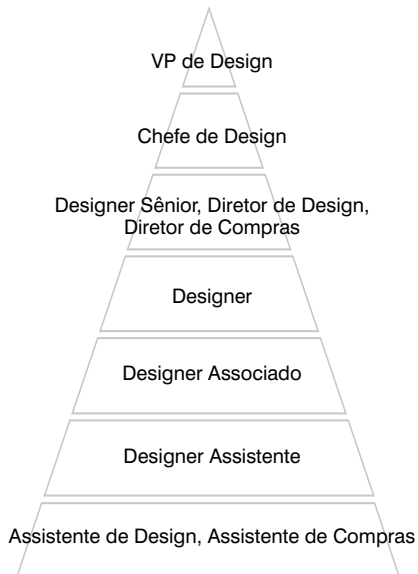 VP de Design
Chefe de Design
Designer Sênior, Diretor de Design,
Diretor de Compras
Designer
Designer Associado
Designer Assistente
Assistente de Design, Assistente de Compras